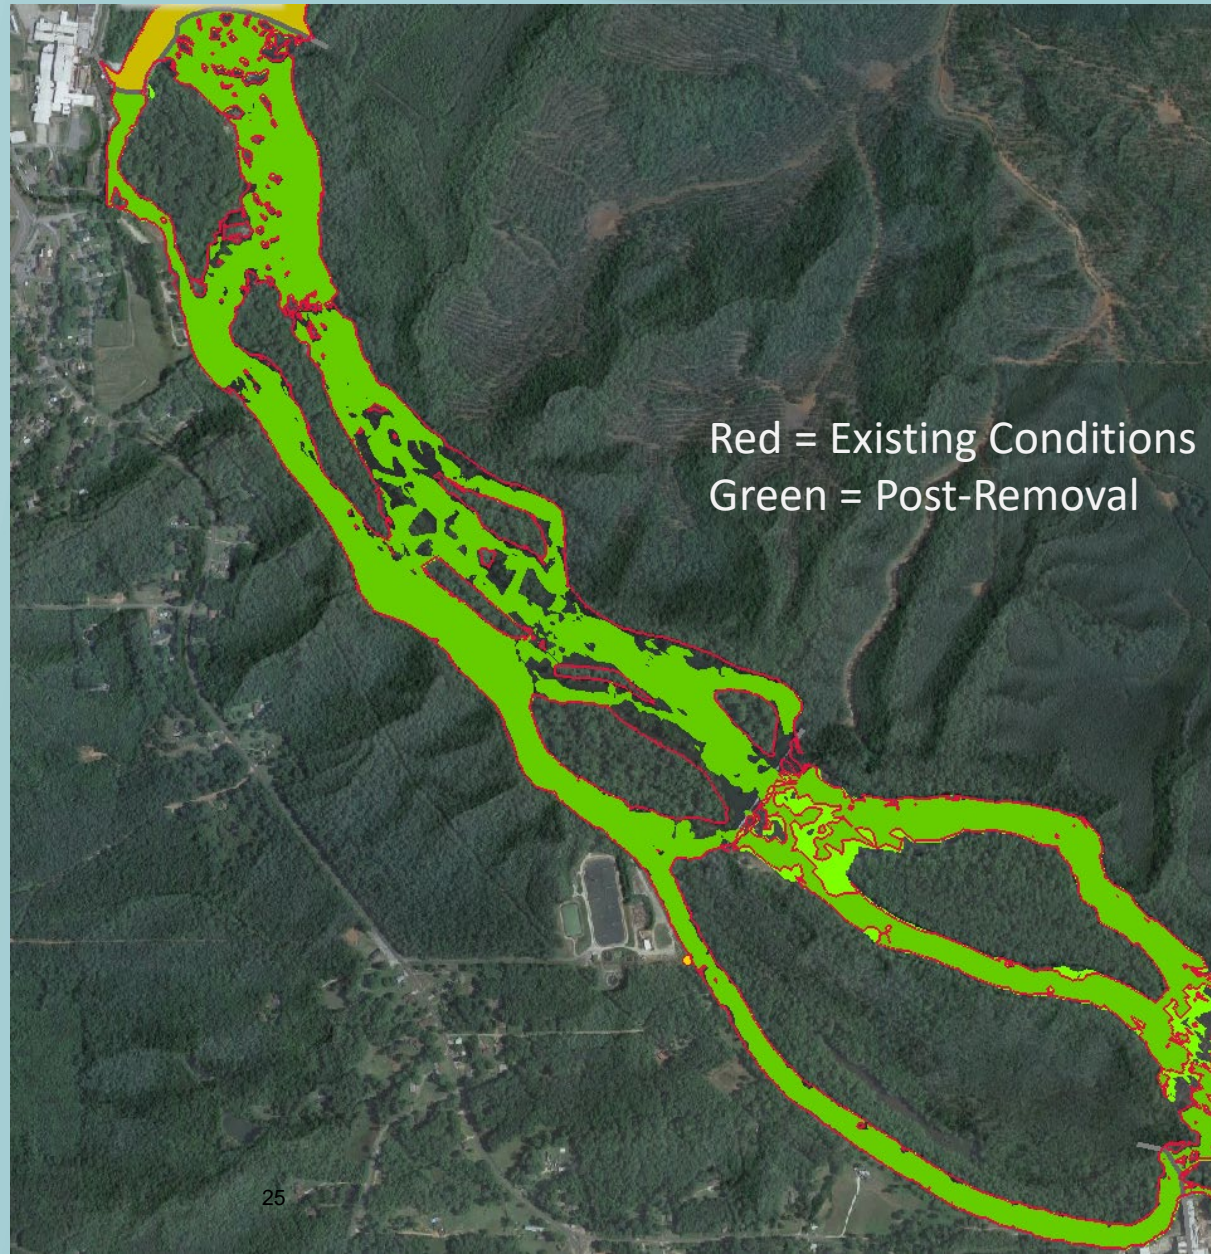 Red = Existing Conditions
Green = Post-Removal
25